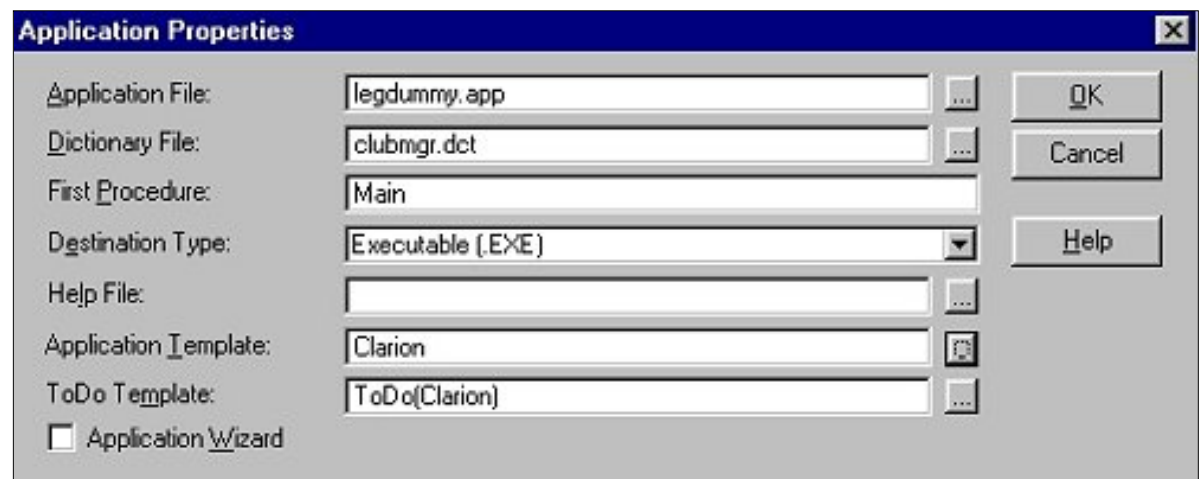 Application Properties
Application File: legdummy.app ... OK
Dictionary File: clubmgr.dct ... Cancel
First Procedure: Main
Destination Type: Executable (.EXE) Help
Help File: ...
Application Template: Clarion ...
ToDo Template: ToDo(Clarion) ...
Application Wizard